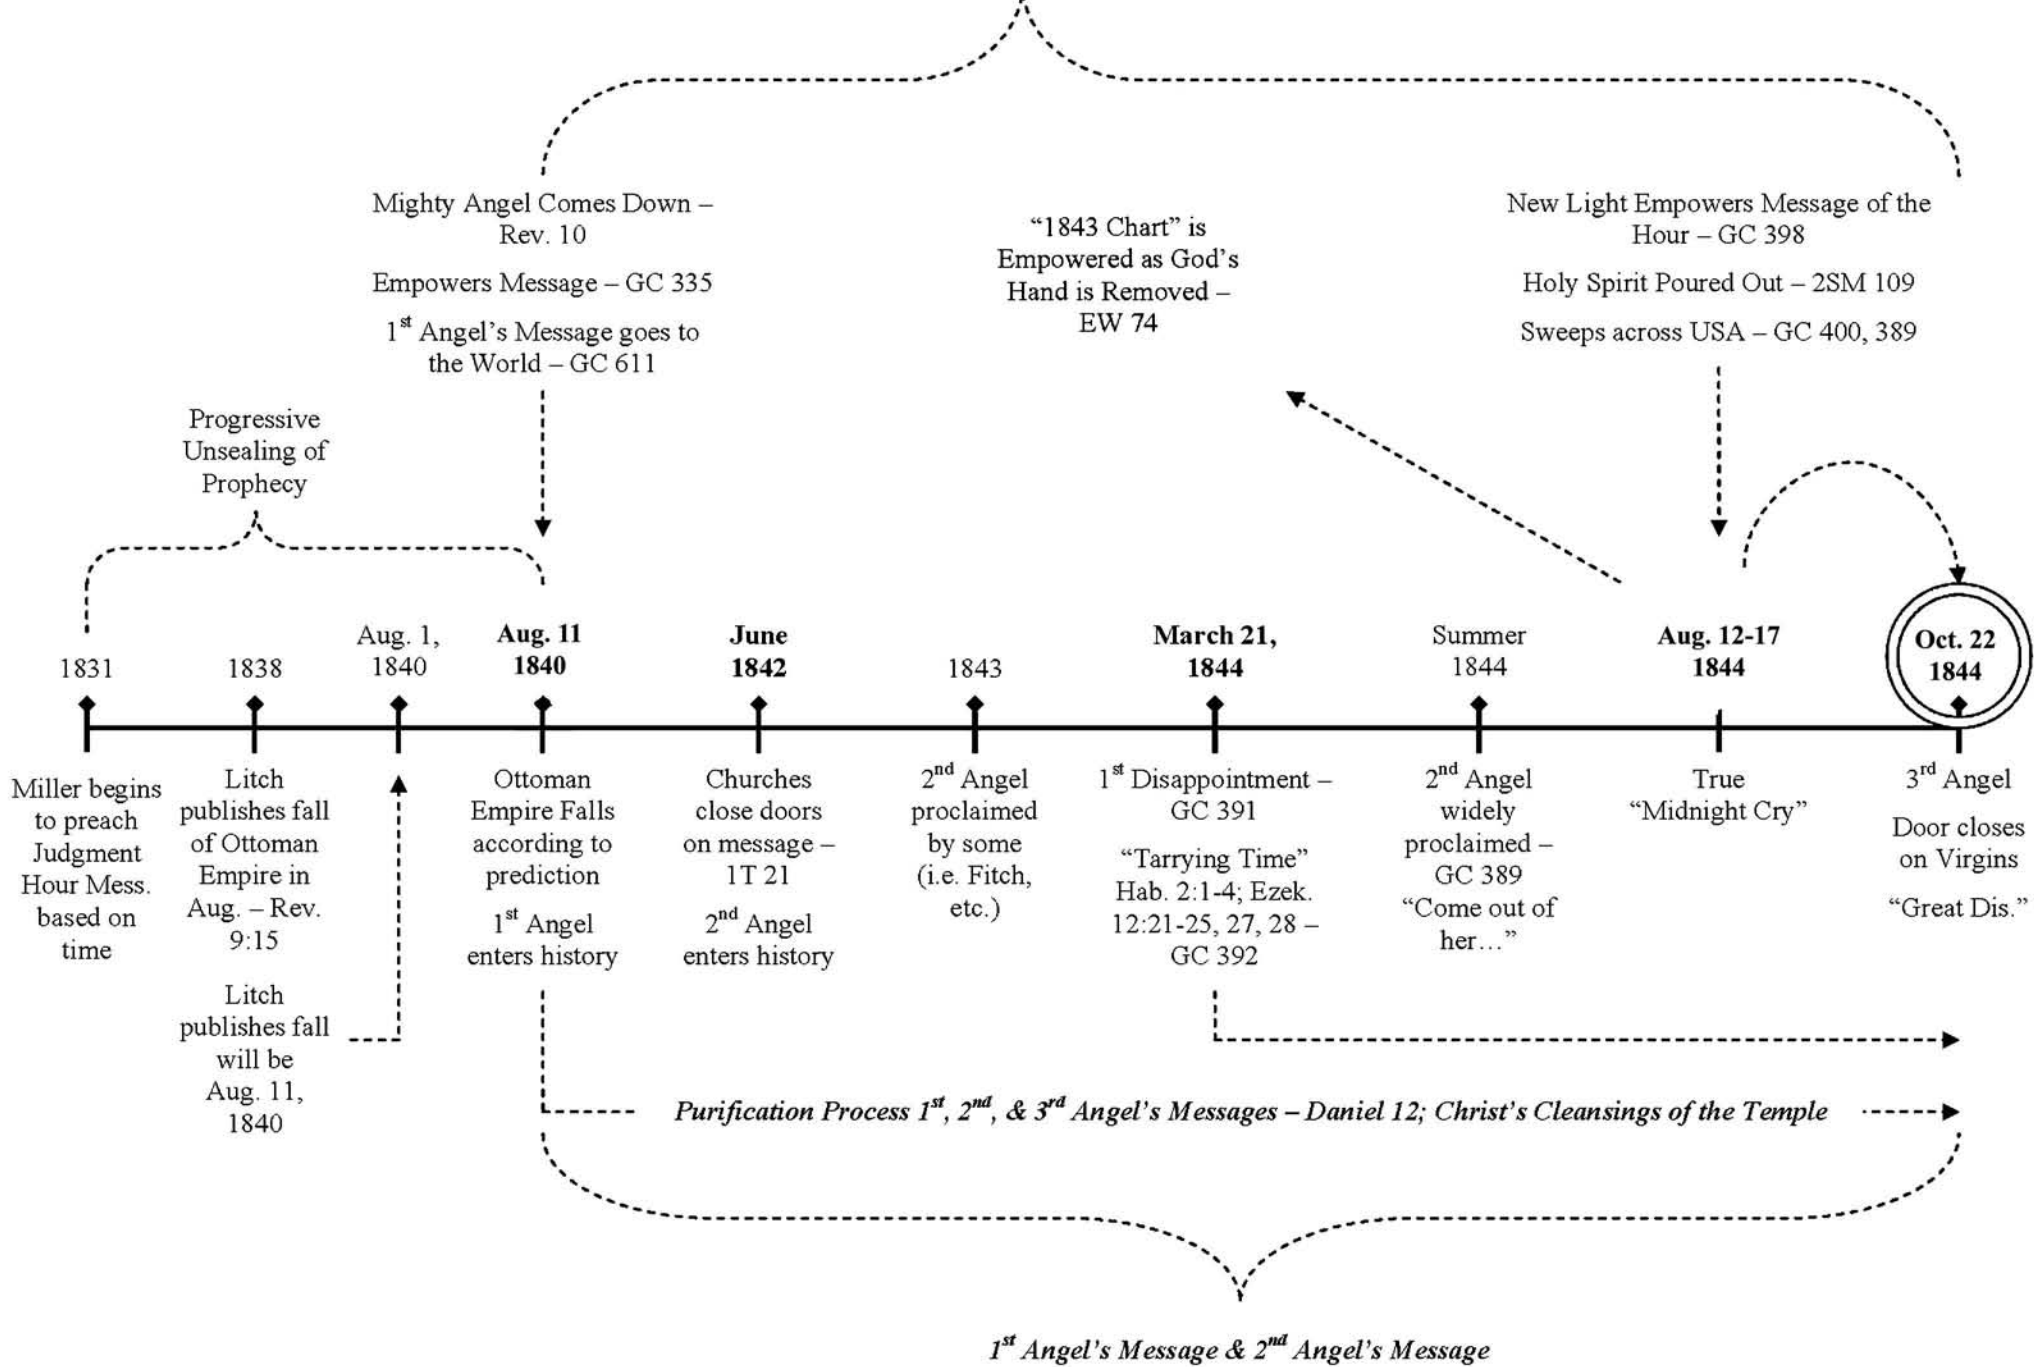 Mighty Angel Comes Down –
Rev. 10
Empowers Message – GC 335
1st Angel's Message goes to
the World – GC 611
“1843 Chart” is
Empowered as God's
Hand is Removed –
EW 74
New Light Empowers Message of the
Hour – GC 398
Holy Spirit Poured Out – 2SM 109
Sweeps across USA – GC 400, 389
Progressive
Unsealing of
Prophecy
1831
1838
Aug. 1,
1840
Aug. 11
1840
June
1842
1843
March 21,
1844
Summer
1844
Aug. 12-17
1844
Oct. 22
1844
Miller begins
to preach
Judgment
Hour Mess.
based on
time
Litch
publishes fall
of Ottoman
Empire in
Aug. – Rev.
9:15
Litch
publishes fall
will be
Aug. 11,
1840
Ottoman
Empire Falls
according to
prediction
1st Angel
enters history
Churches
close doors
on message –
1T 21
2nd Angel
enters history
2nd Angel
proclaimed
by some
(i.e. Fitch,
etc.)
1st Disappointment –
GC 391
“Tarrying Time”
Hab. 2:1-4; Ezek.
12:21-25, 27, 28 –
GC 392
2nd Angel
widely
proclaimed –
GC 389
“Come out of
her…”
True
“Midnight Cry”
3rd Angel
Door closes
on Virgins
“Great Dis.”
Purification Process 1st, 2nd, & 3rd Angel's Messages – Daniel 12; Christ's Cleansings of the Temple
1st Angel's Message & 2nd Angel's Message